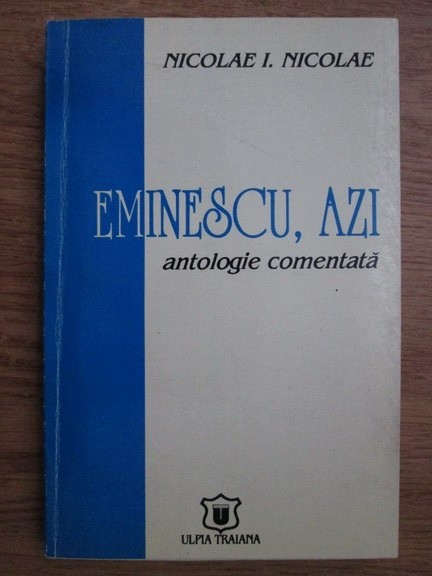 NICOLAE I. NICOLAE
EMINESCU, AZI
antologie comentată
U
ULPIA TRAIANA